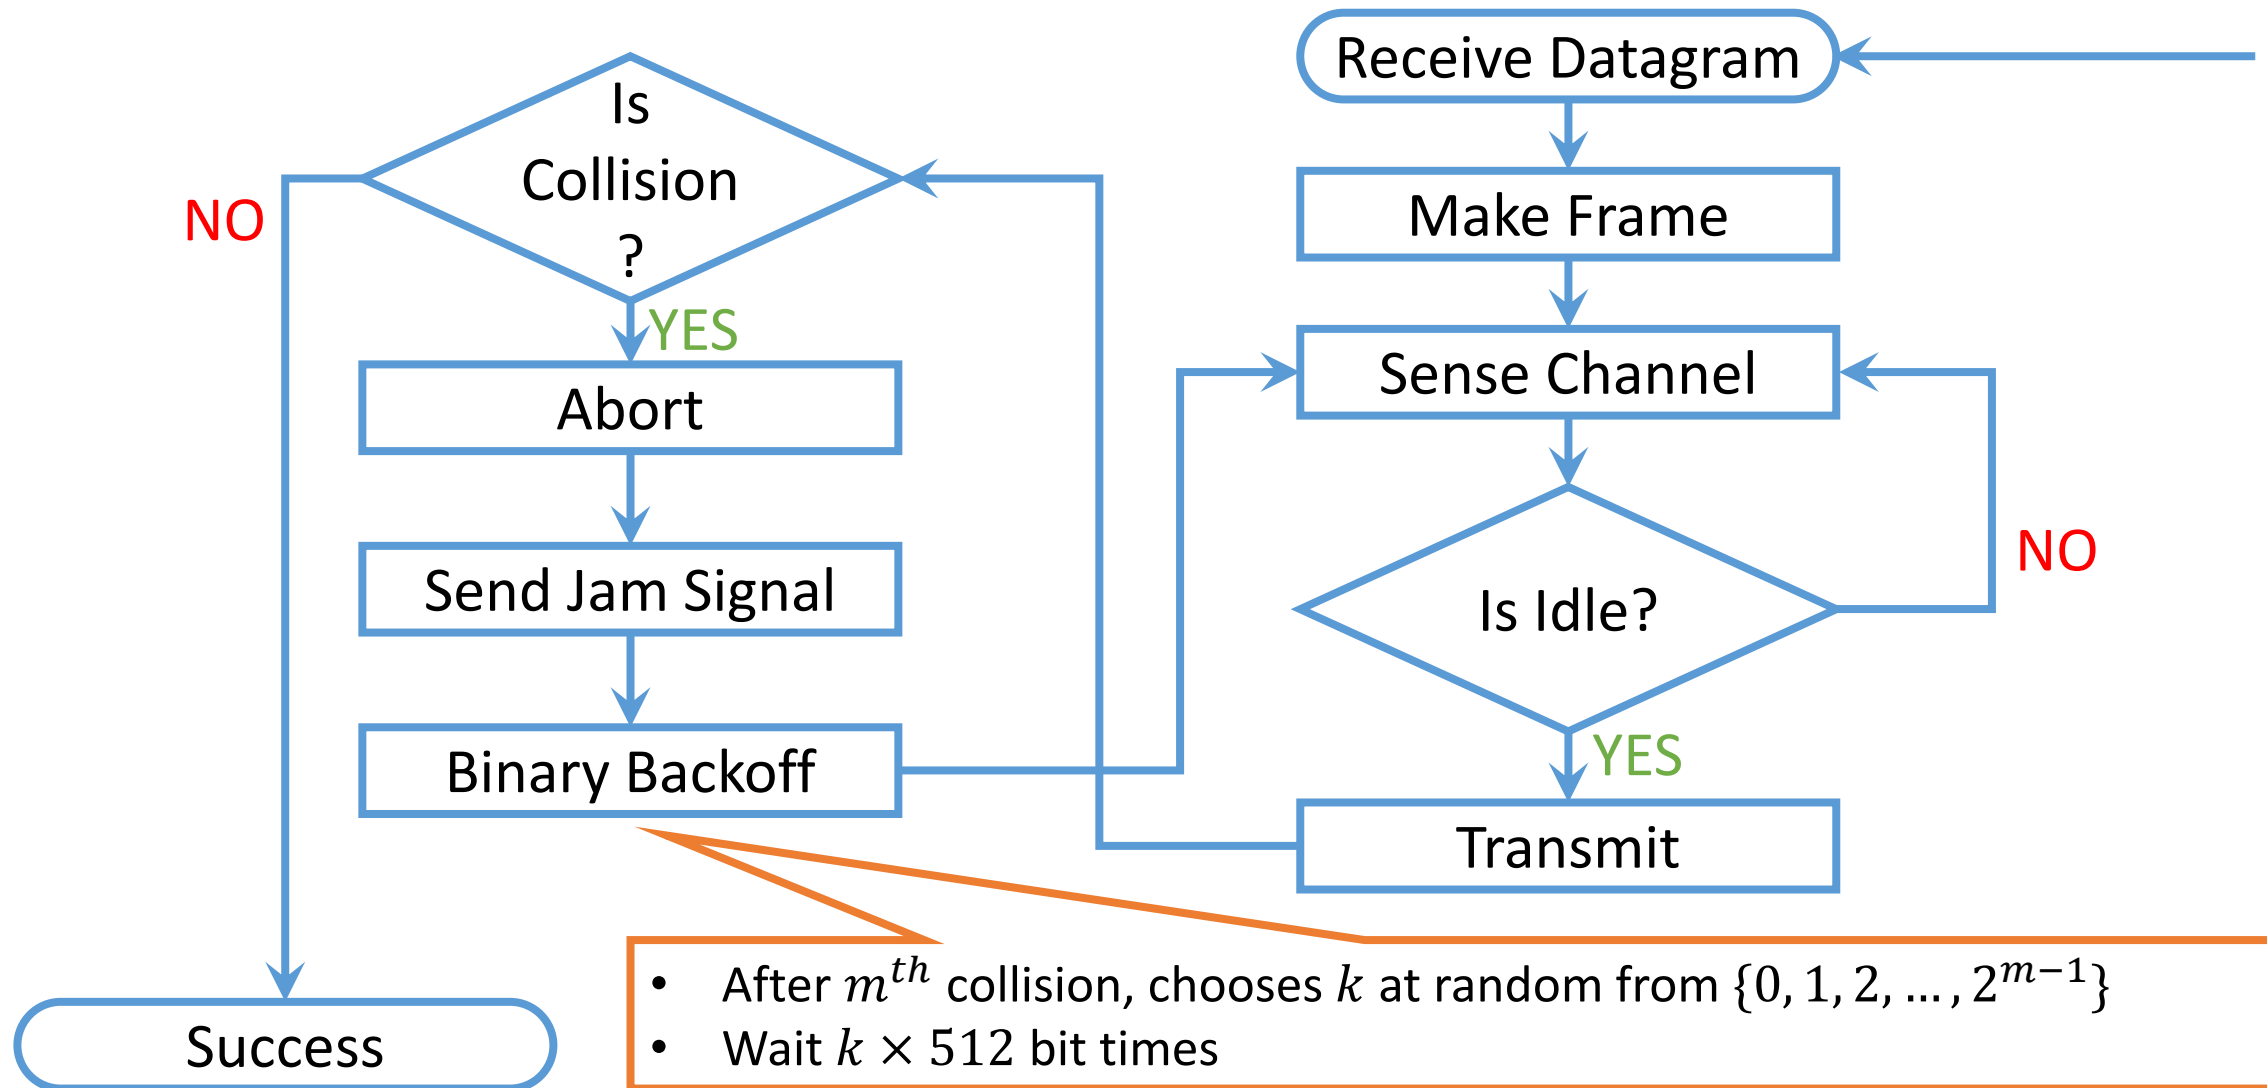 Receive Datagram
Make Frame
Sense Channel
Is Idle?
NO
YES
Transmit
Is
Collision
?
NO
YES
Abort
Send Jam Signal
Binary Backoff
Success
• After $m^{th}$ collision, chooses $k$ at random from $\{0, 1, 2, \ldots, 2^{m-1}\}$
• Wait $k \times 512$ bit times